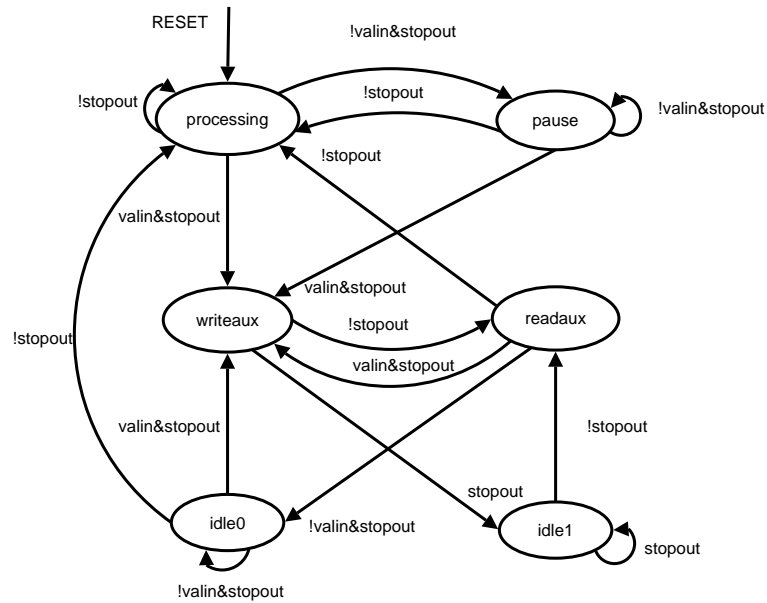 RESET
!valin&stopout
!stopout
!stopout
!valin&stopout
processing
pause
!stopout
valin&stopout
valin&stopout
writeaux
!stopout
readaux
!stopout
valin&stopout
valin&stopout
!stopout
stopout
idle0
!valin&stopout
idle1
stopout
!valin&stopout